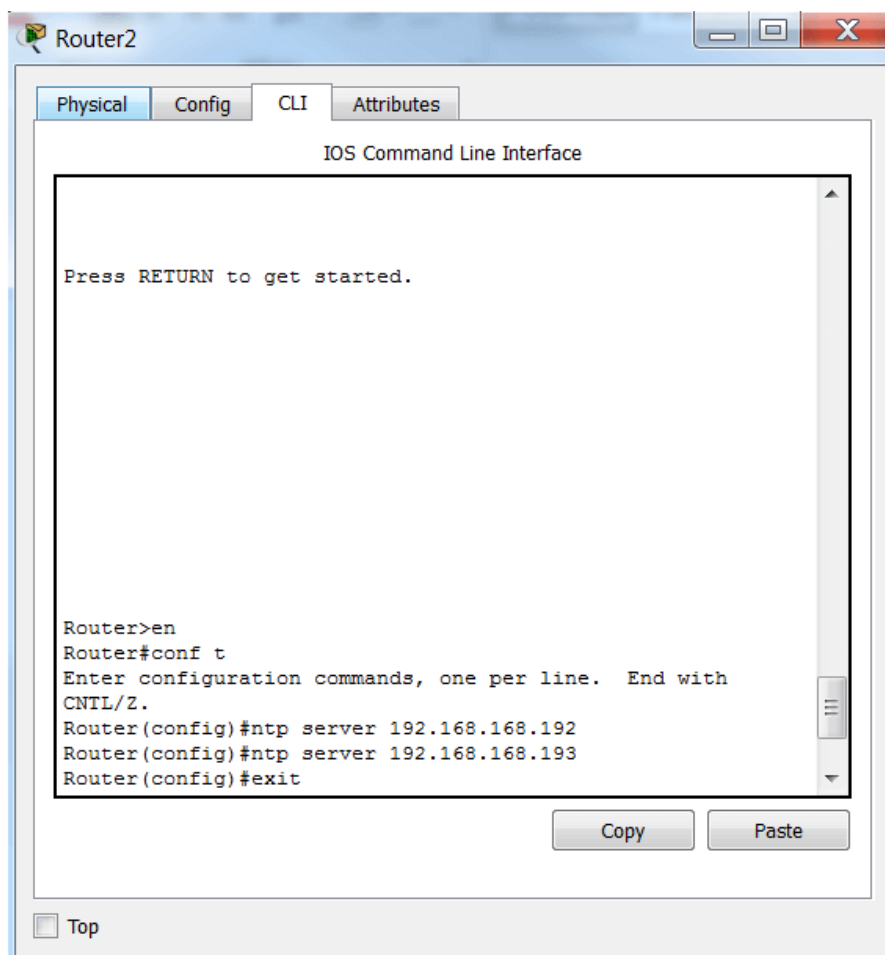 Router2
Physical Config CLI Attributes
IOS Command Line Interface
Press RETURN to get started.
Router>en
Router#conf t
Enter configuration commands, one per line.  End with
CNTL/Z.
Router(config)#ntp server 192.168.168.192
Router(config)#ntp server 192.168.168.193
Router(config)#exit
Copy Paste
Top